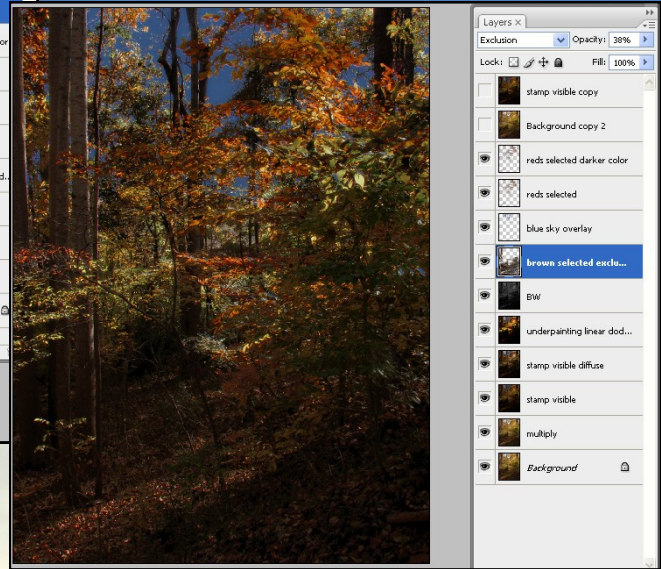 or
d..
Layers ×
Exclusion Opacity: 38%
Lock: Fill: 100%
stamp visible copy
Background copy 2
reds selected darker color
reds selected
blue sky overlay
brown selected exclu...
BW
underpainting linear dod...
stamp visible diffuse
stamp visible
multiply
Background